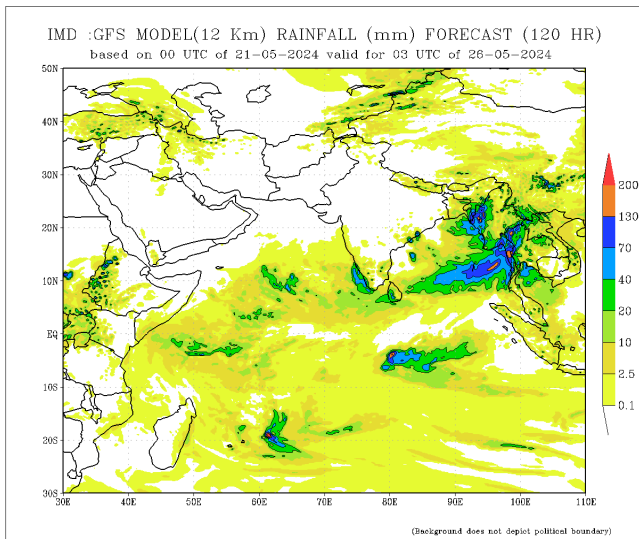 IMD :GFS MODEL(12 Km) RAINFALL (mm) FORECAST (120 HR)
based on 00 UTC of 21-05-2024 valid for 03 UTC of 26-05-2024
50N
40N
30N
20N
10N
EQ
10S
20S
30S
30E 40E 50E 60E 70E 80E 90E 100E 110E
200
130
70
40
20
10
2.5
0.1
(Background does not depict political boundary)